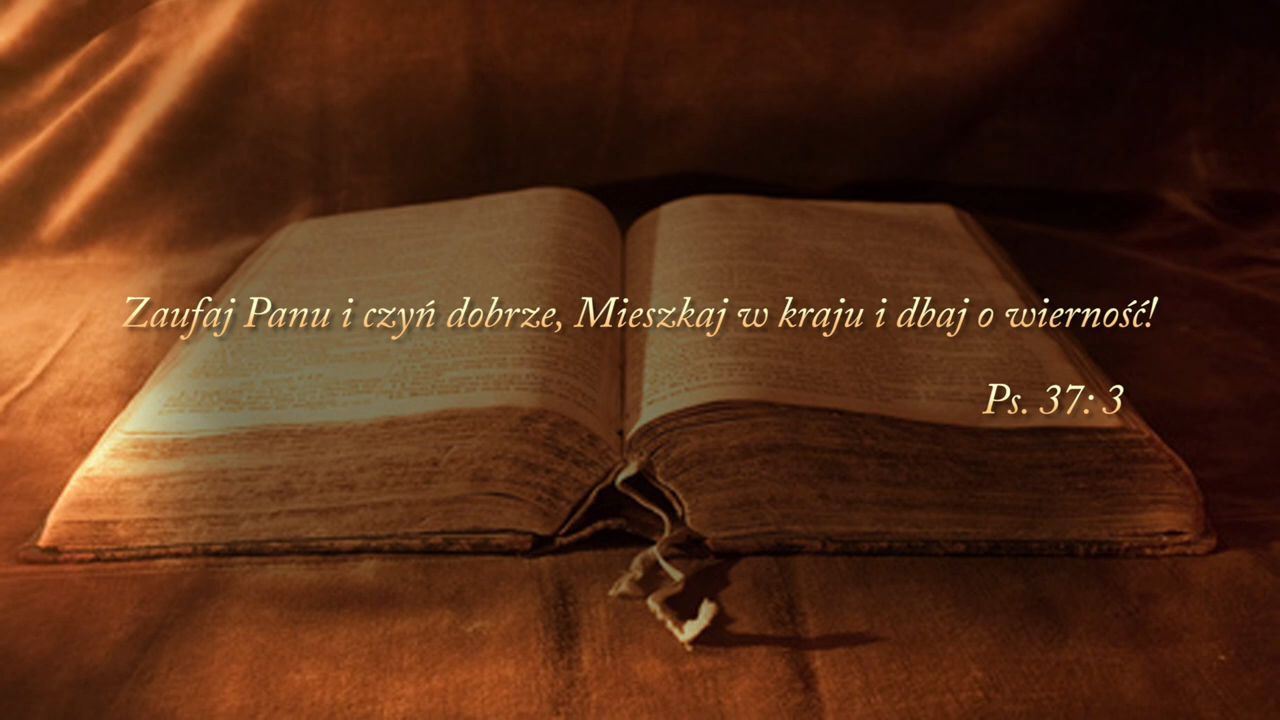 Zaufaj Panu i czyń dobrze, Mieszkaj w kraju i dbaj o wierność!
Ps. 37: 3